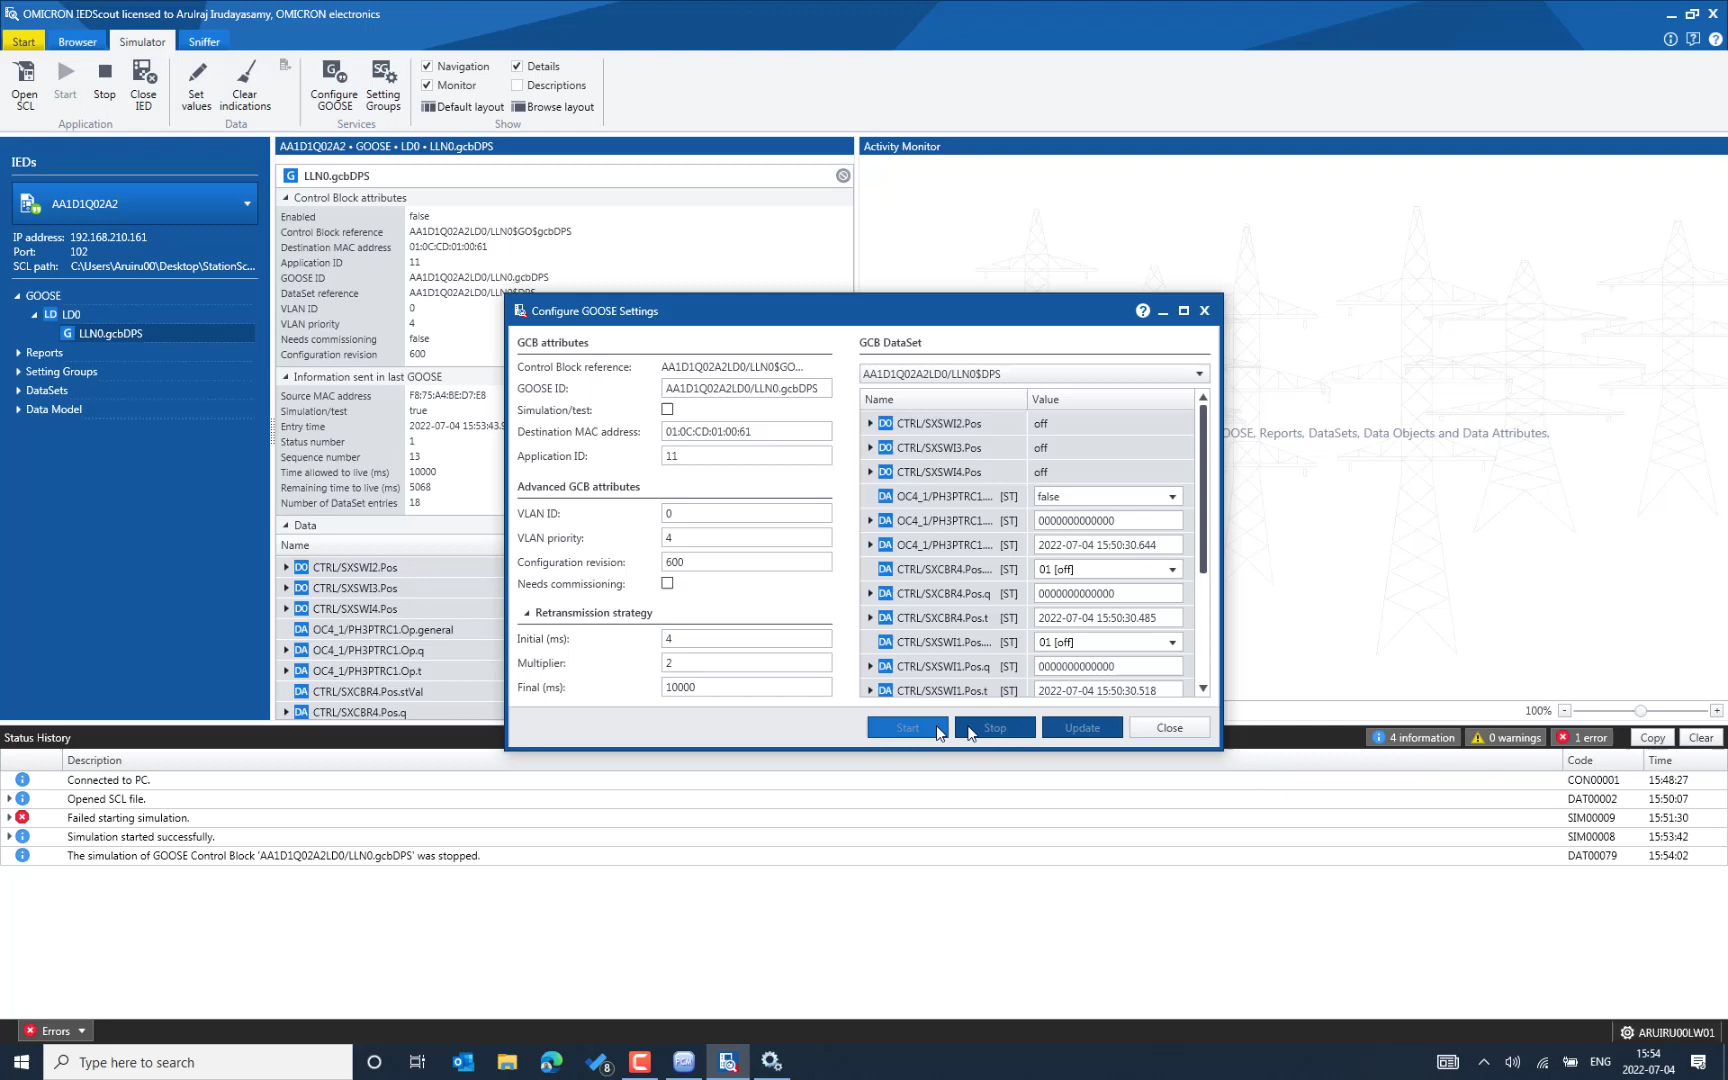 OMICRON IEDScout licensed to Arulraj Irudayasamy, OMICRON electronics
Start Browser Simulator Sniffer
Open SCL
Start
Stop
Close IED
Set values
Clear indications
Configure GOOSE
Setting Groups
Navigation Details
Monitor Descriptions
Default layout Browse layout
Application Data Services Show
IEDs
AA1D1Q02A2
IP address: 192.168.210.161
Port: 102
SCL path: C:\Users\Aruiru00\Desktop\StationSc...
GOOSE
LD LD0
G LLN0.gcbDPS
Reports
Setting Groups
DataSets
Data Model
AA1D1Q02A2 • GOOSE • LD0 • LLN0.gcbDPS
G LLN0.gcbDPS
Control Block attributes
Enabled false
Control Block reference AA1D1Q02A2LD0/LLN0$GO$gcbDPS
Destination MAC address 01:0C:CD:01:00:61
Application ID 11
GOOSE ID AA1D1Q02A2LD0/LLN0.gcbDPS
DataSet reference AA1D1Q02A2LD0/LLN0$DPS
VLAN ID 0
VLAN priority 4
Needs commissioning false
Configuration revision 600
Information sent in last GOOSE
Source MAC address F8:75:A4:BE:D7:E8
Simulation/test true
Entry time 2022-07-04 15:53:43.9
Status number 1
Sequence number 13
Time allowed to live (ms) 10000
Remaining time to live (ms) 5068
Number of DataSet entries 18
Data
Name
DO CTRL/SXSWI2.Pos
DO CTRL/SXSWI3.Pos
DO CTRL/SXSWI4.Pos
DA OC4_1/PH3PTRC1.Op.general
DA OC4_1/PH3PTRC1.Op.q
DA OC4_1/PH3PTRC1.Op.t
DA CTRL/SXCBR4.Pos.stVal
DA CTRL/SXCBR4.Pos.q
Activity Monitor
OOSE, Reports, DataSets, Data Objects and Data Attributes.
100% - +
Configure GOOSE Settings
GCB attributes
Control Block reference: AA1D1Q02A2LD0/LLN0$GO...
GOOSE ID: AA1D1Q02A2LD0/LLN0.gcbDPS
Simulation/test:
Destination MAC address: 01:0C:CD:01:00:61
Application ID: 11
Advanced GCB attributes
VLAN ID: 0
VLAN priority: 4
Configuration revision: 600
Needs commissioning:
Retransmission strategy
Initial (ms): 4
Multiplier: 2
Final (ms): 10000
GCB DataSet
AA1D1Q02A2LD0/LLN0$DPS
Name Value
DO CTRL/SXSWI2.Pos off
DO CTRL/SXSWI3.Pos off
DO CTRL/SXSWI4.Pos off
DA OC4_1/PH3PTRC1.... [ST] false
DA OC4_1/PH3PTRC1.... [ST] 0000000000000
DA OC4_1/PH3PTRC1.... [ST] 2022-07-04 15:50:30.644
DA CTRL/SXCBR4.Pos.... [ST] 01 [off]
DA CTRL/SXCBR4.Pos.q [ST] 0000000000000
DA CTRL/SXCBR4.Pos.t [ST] 2022-07-04 15:50:30.485
DA CTRL/SXSWI1.Pos.... [ST] 01 [off]
DA CTRL/SXSWI1.Pos.q [ST] 0000000000000
DA CTRL/SXSWI1.Pos.t [ST] 2022-07-04 15:50:30.518
Start Stop Update Close
Status History 4 information 0 warnings 1 error Copy Clear
Description Code Time
Connected to PC. CON00001 15:48:27
Opened SCL file. DAT00002 15:50:07
Failed starting simulation. SIM00009 15:51:30
Simulation started successfully. SIM00008 15:53:42
The simulation of GOOSE Control Block 'AA1D1Q02A2LD0/LLN0.gcbDPS' was stopped. DAT00079 15:54:02
Errors
ARUIRU00LW01
Type here to search
8
PGM
ENG
15:54
2022-07-04